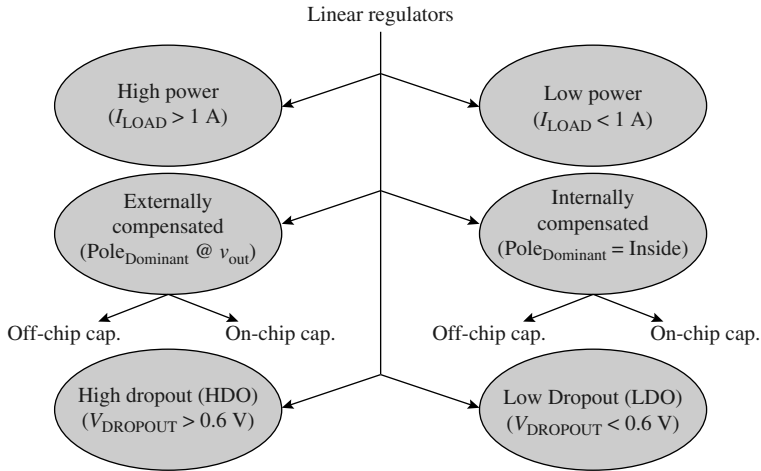 Linear regulators
High power
(I_LOAD > 1 A)
Low power
(I_LOAD < 1 A)
Externally
compensated
(Pole_Dominant @ v_out)
Internally
compensated
(Pole_Dominant = Inside)
Off-chip cap.
On-chip cap.
Off-chip cap.
On-chip cap.
High dropout (HDO)
(V_DROPOUT > 0.6 V)
Low Dropout (LDO)
(V_DROPOUT < 0.6 V)